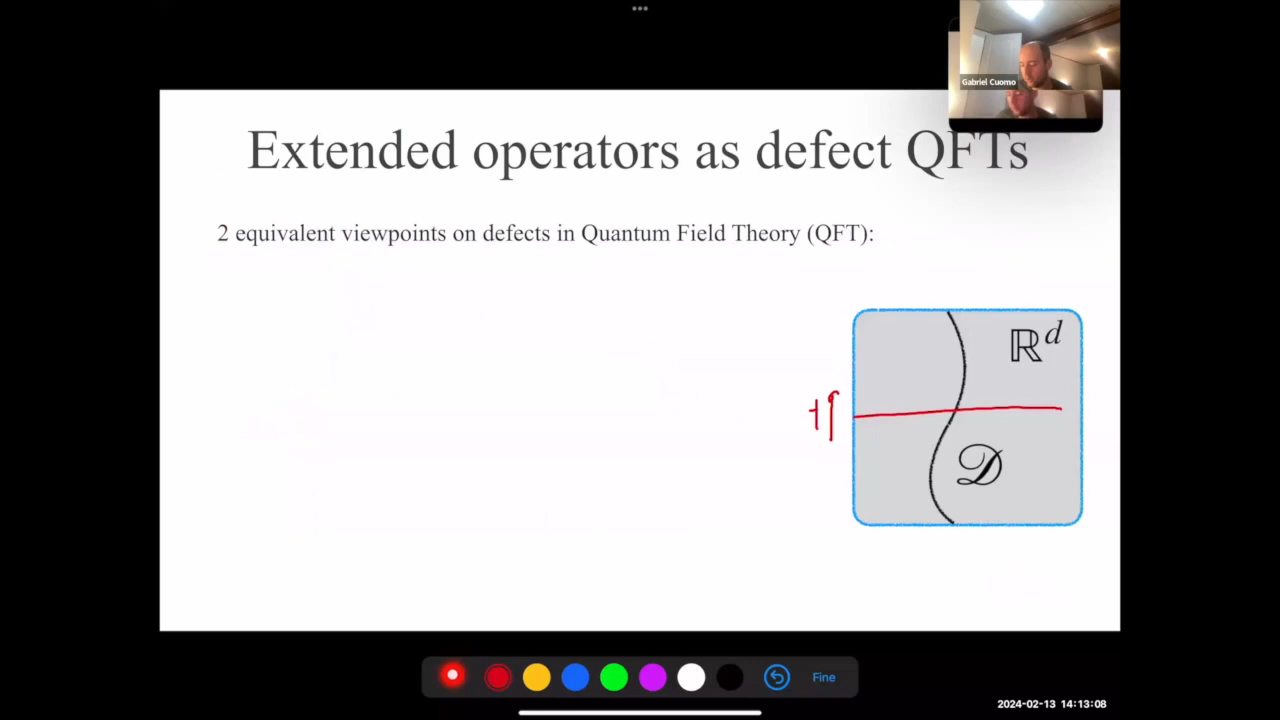 Gabriel Cuomo
Extended operators as defect QFTs
2 equivalent viewpoints on defects in Quantum Field Theory (QFT):
ℝ^d
𝒟
Fine
2024-02-13 14:13:08